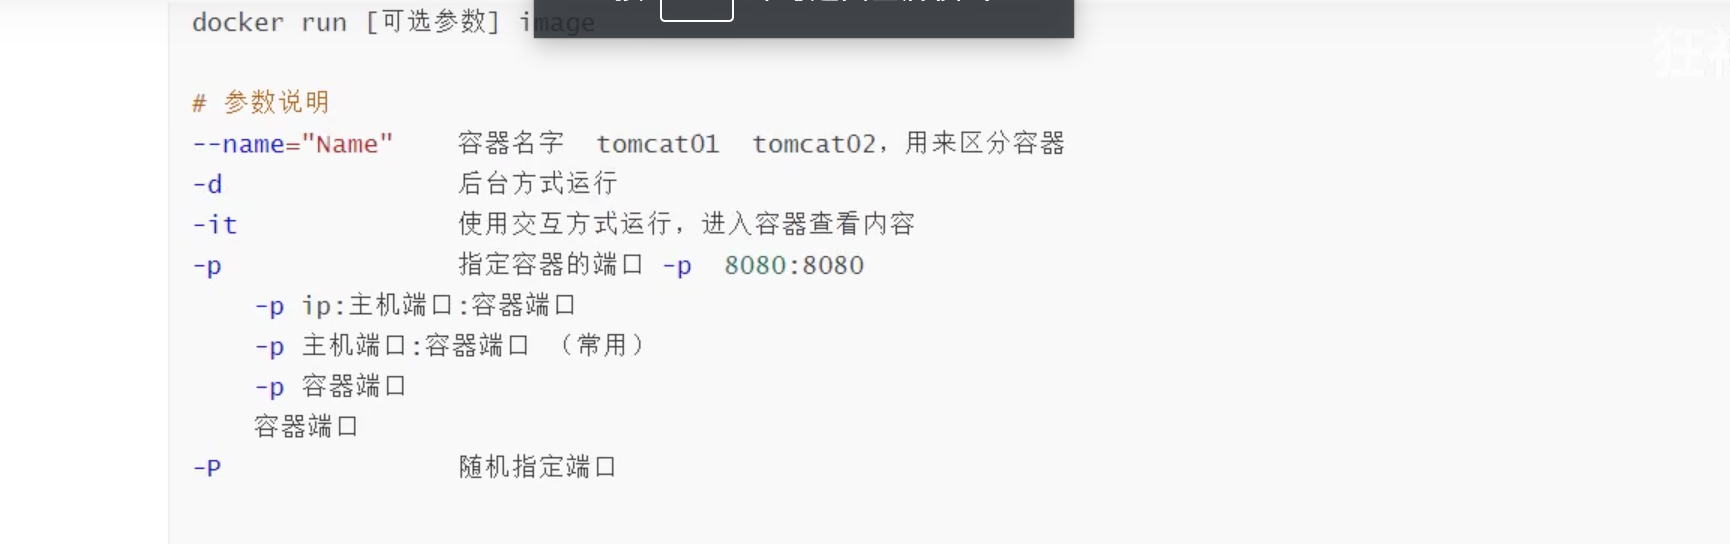 docker run [可选参数] image
# 参数说明
--name="Name" 容器名字 tomcat01 tomcat02，用来区分容器
-d 后台方式运行
-it 使用交互方式运行，进入容器查看内容
-p 指定容器的端口 -p 8080:8080
-p ip:主机端口:容器端口
-p 主机端口:容器端口 （常用）
-p 容器端口
容器端口
-P 随机指定端口
狂